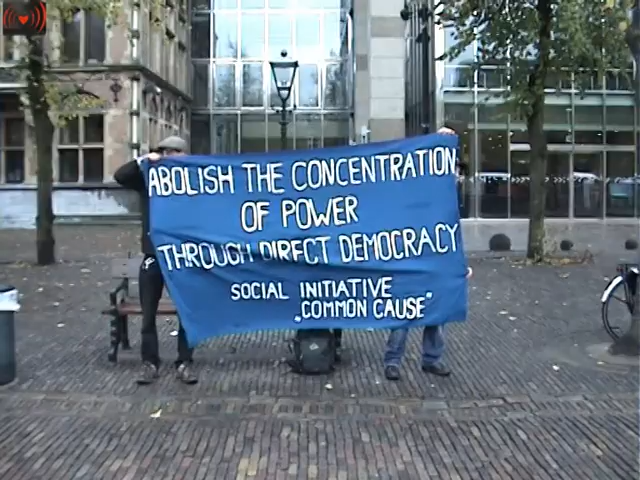 ABOLISH THE CONCENTRATION
OF POWER
THROUGH DIRECT DEMOCRACY
SOCIAL INITIATIVE
„COMMON CAUSE"